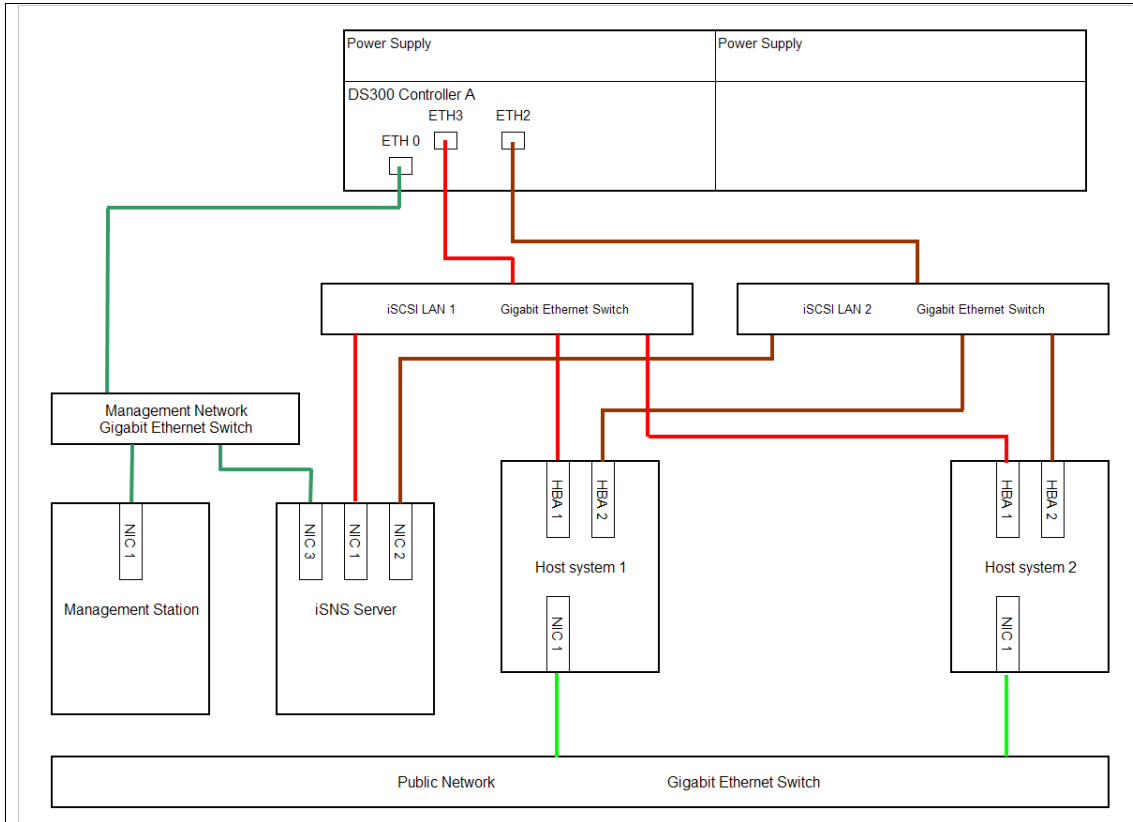 Power Supply
Power Supply
DS300 Controller A
ETH3
ETH2
ETH 0
iSCSI LAN 1 Gigabit Ethernet Switch
iSCSI LAN 2 Gigabit Ethernet Switch
Management Network
Gigabit Ethernet Switch
NIC 1
Management Station
NIC 3
NIC 1
NIC 2
iSNS Server
HBA 1
HBA 2
Host system 1
NIC 1
HBA 1
HBA 2
Host system 2
NIC 1
Public Network Gigabit Ethernet Switch